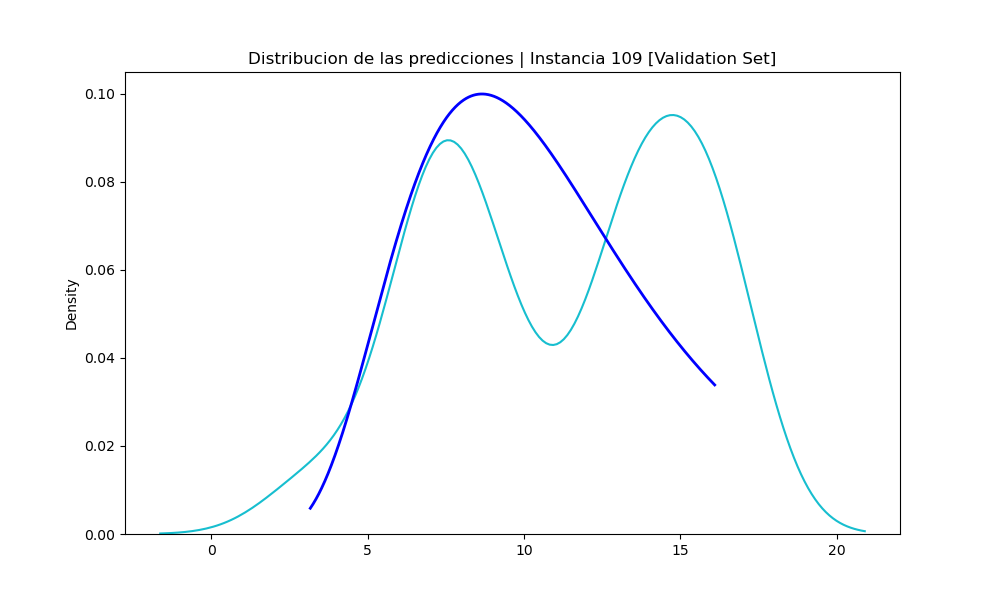 Distribucion de las predicciones | Instancia 109 [Validation Set]
0.10
0.08
0.06
0.04
0.02
0.00
Density
0 5 10 15 20